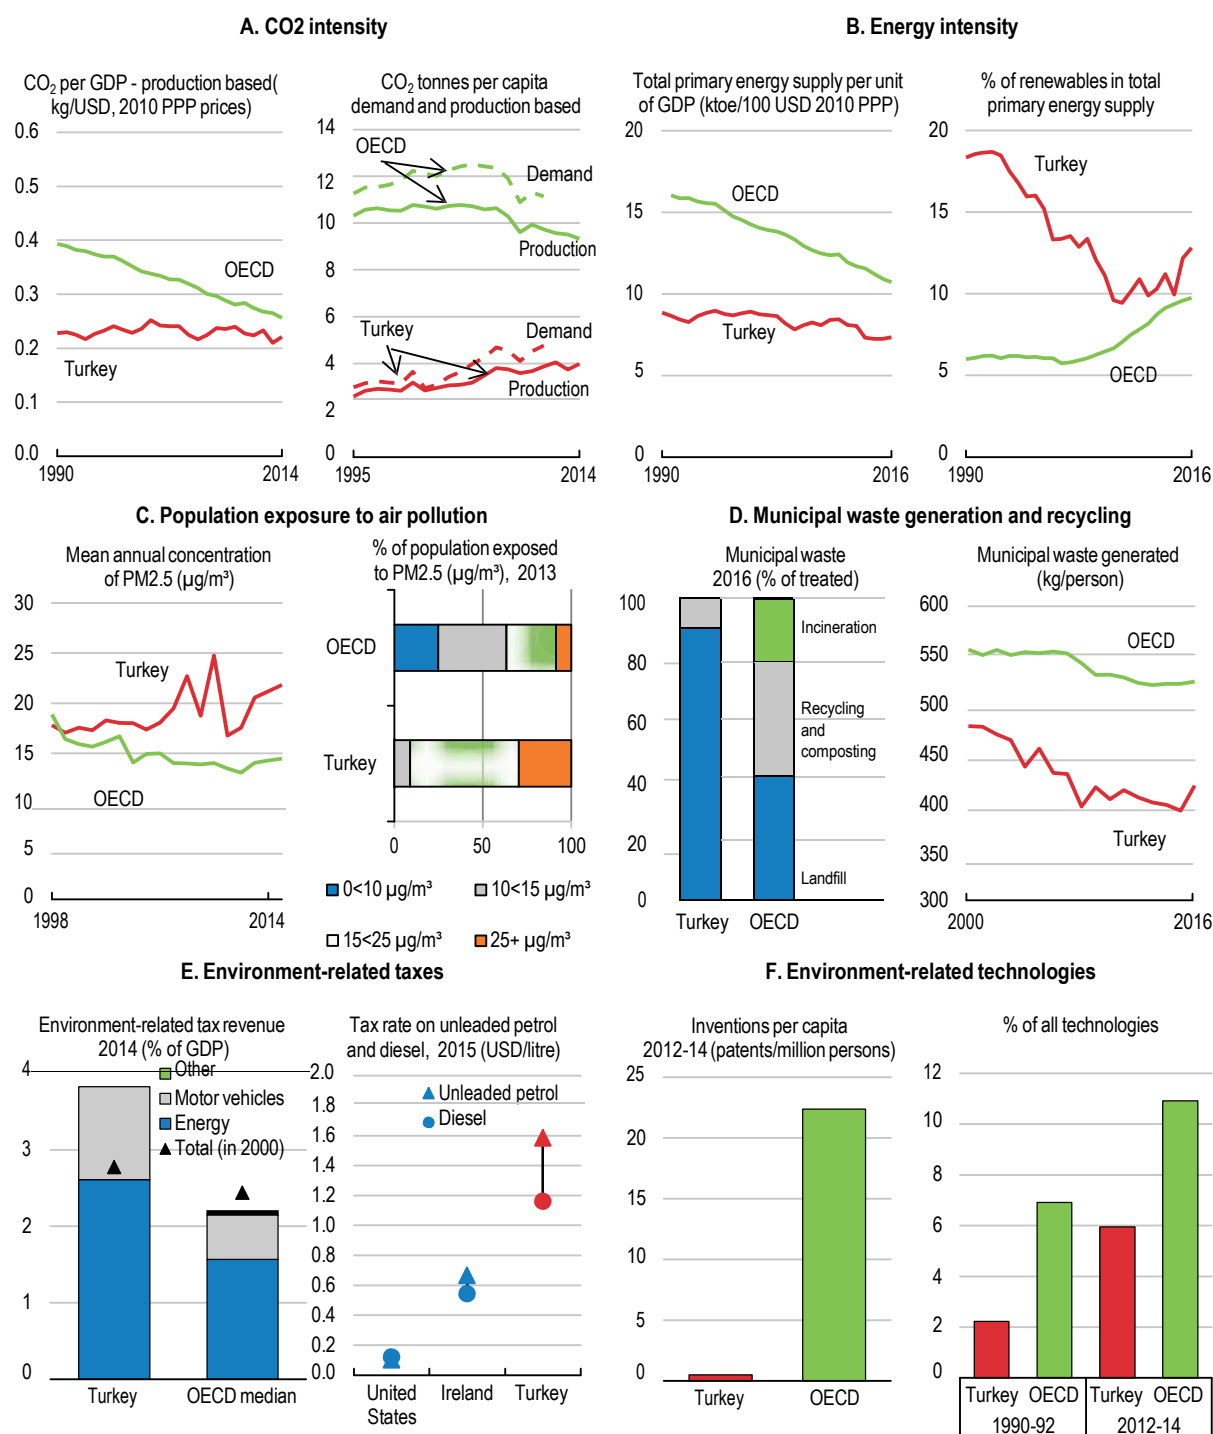 A. CO2 intensity
CO2 per GDP - production based(
kg/USD, 2010 PPP prices)
0.6
0.5
0.4
0.3
0.2
0.1
0.0
OECD
Turkey
1990
2014
CO2 tonnes per capita
demand and production based
14
12
10
8
6
4
2
0
OECD
Demand
Production
Turkey
Demand
Production
1995
2014
B. Energy intensity
Total primary energy supply per unit
of GDP (ktoe/100 USD 2010 PPP)
20
15
10
5
0
OECD
Turkey
1990
2016
% of renewables in total
primary energy supply
20
15
10
5
0
Turkey
OECD
1990
2016
C. Population exposure to air pollution
Mean annual concentration
of PM2.5 (µg/m³)
30
25
20
15
10
5
0
Turkey
OECD
1998
2014
% of population exposed
to PM2.5 (µg/m³), 2013
OECD
Turkey
0
50
100
0<10 µg/m³
10<15 µg/m³
15<25 µg/m³
25+ µg/m³
D. Municipal waste generation and recycling
Municipal waste
2016 (% of treated)
100
80
60
40
20
0
Incineration
Recycling
and
composting
Landfill
Turkey
OECD
Municipal waste generated
(kg/person)
600
550
500
450
400
350
300
OECD
Turkey
2000
2016
E. Environment-related taxes
Environment-related tax revenue
2014 (% of GDP)
4
3
2
1
0
Other
Motor vehicles
Energy
Total (in 2000)
Turkey
OECD median
Tax rate on unleaded petrol
and diesel, 2015 (USD/litre)
2.0
1.8
1.6
1.4
1.2
1.0
0.8
0.6
0.4
0.2
0.0
Unleaded petrol
Diesel
United
States
Ireland
Turkey
F. Environment-related technologies
Inventions per capita
2012-14 (patents/million persons)
25
20
15
10
5
0
Turkey
OECD
% of all technologies
12
10
8
6
4
2
0
Turkey
OECD
Turkey
OECD
1990-92
2012-14